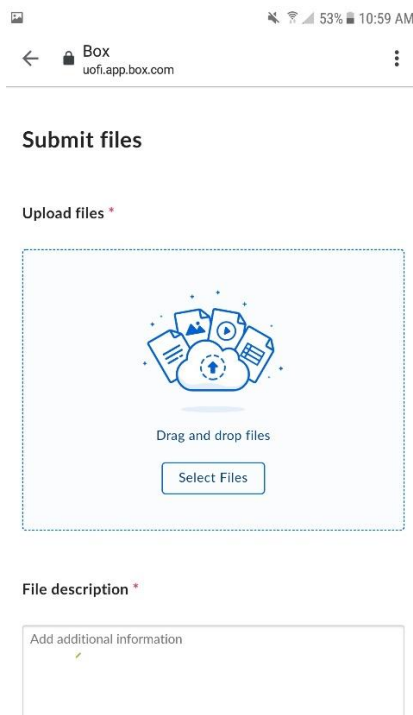 53% 10:59 AM
Box
uofi.app.box.com
Submit files
Upload files *
Drag and drop files
Select Files
File description *
Add additional information